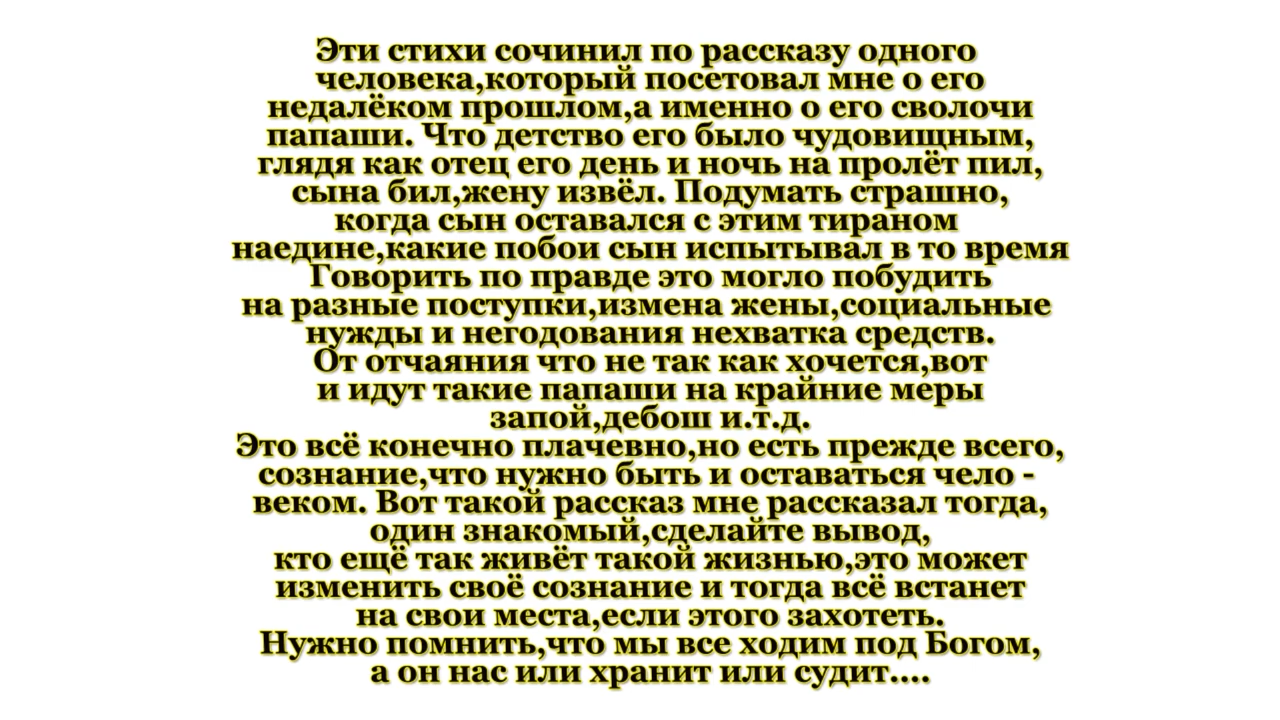 Эти стихи сочинил по рассказу одного
человека,который посетовал мне о его
недалёком прошлом,а именно о его сволочи
папаши. Что детство его было чудовищным,
глядя как отец его день и ночь на пролёт пил,
сына бил,жену извёл. Подумать страшно,
когда сын оставался с этим тираном
наедине,какие побои сын испытывал в то время
Говорить по правде это могло побудить
на разные поступки,измена жены,социальные
нужды и негодования нехватка средств.
От отчаяния что не так как хочется,вот
и идут такие папаши на крайние меры
запой,дебош и.т.д.
Это всё конечно плачевно,но есть прежде всего,
сознание,что нужно быть и оставаться чело -
веком. Вот такой рассказ мне рассказал тогда,
один знакомый,сделайте вывод,
кто ещё так живёт такой жизнью,это может
изменить своё сознание и тогда всё встанет
на свои места,если этого захотеть.
Нужно помнить,что мы все ходим под Богом,
а он нас или хранит или судит....